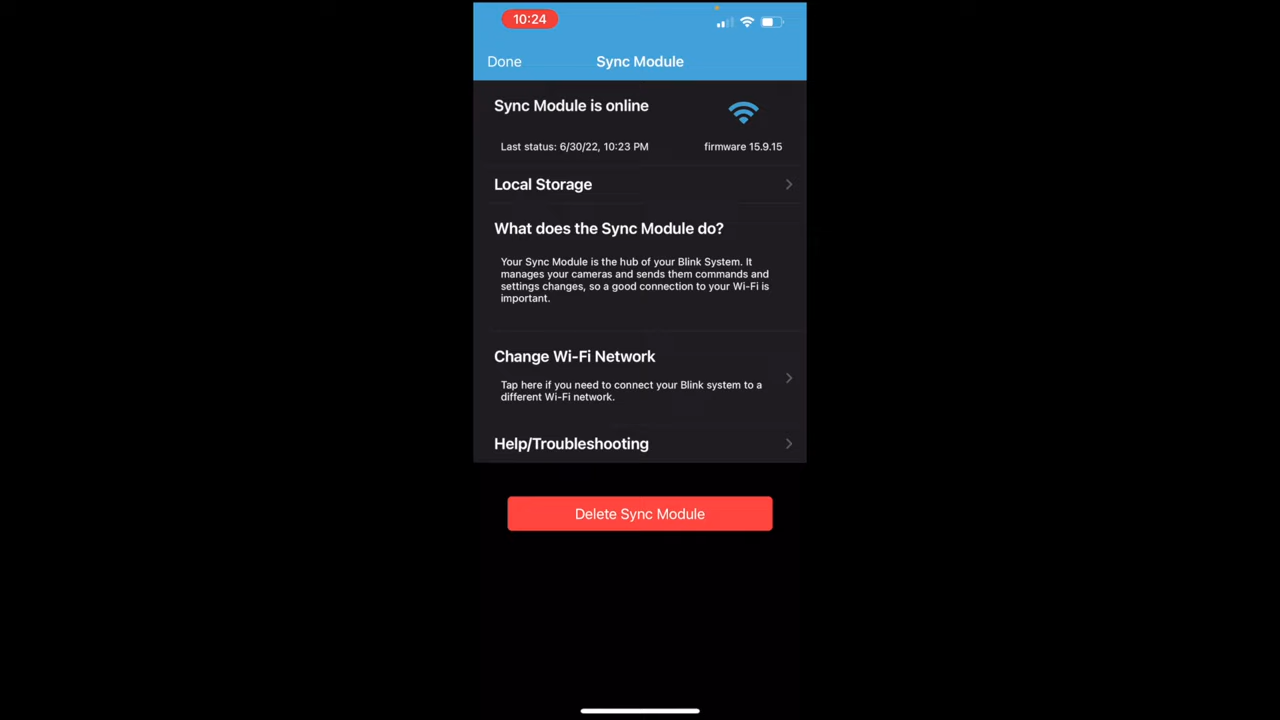 10:24
Done
Sync Module
Sync Module is online
Last status: 6/30/22, 10:23 PM
firmware 15.9.15
Local Storage
What does the Sync Module do?
Your Sync Module is the hub of your Blink System. It
manages your cameras and sends them commands and
settings changes, so a good connection to your Wi-Fi is
important.
Change Wi-Fi Network
Tap here if you need to connect your Blink system to a
different Wi-Fi network.
Help/Troubleshooting
Delete Sync Module